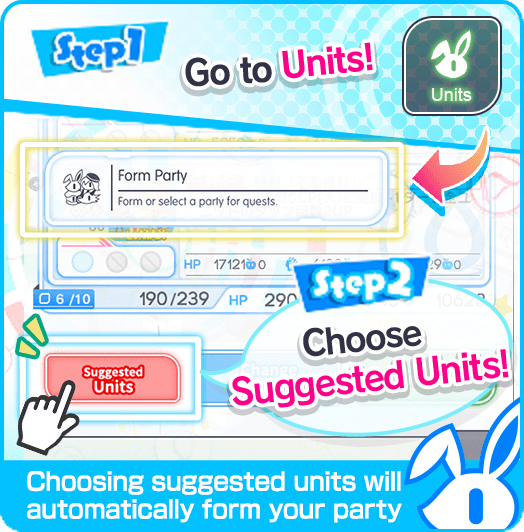 Step1
Go to Units!
Units
Form Party
Form or select a party for quests.
HP 17121 0
Step2
6/10
190/239 HP 290
Choose
Suggested Units!
Suggested
Units
Change
Choosing suggested units will
automatically form your party